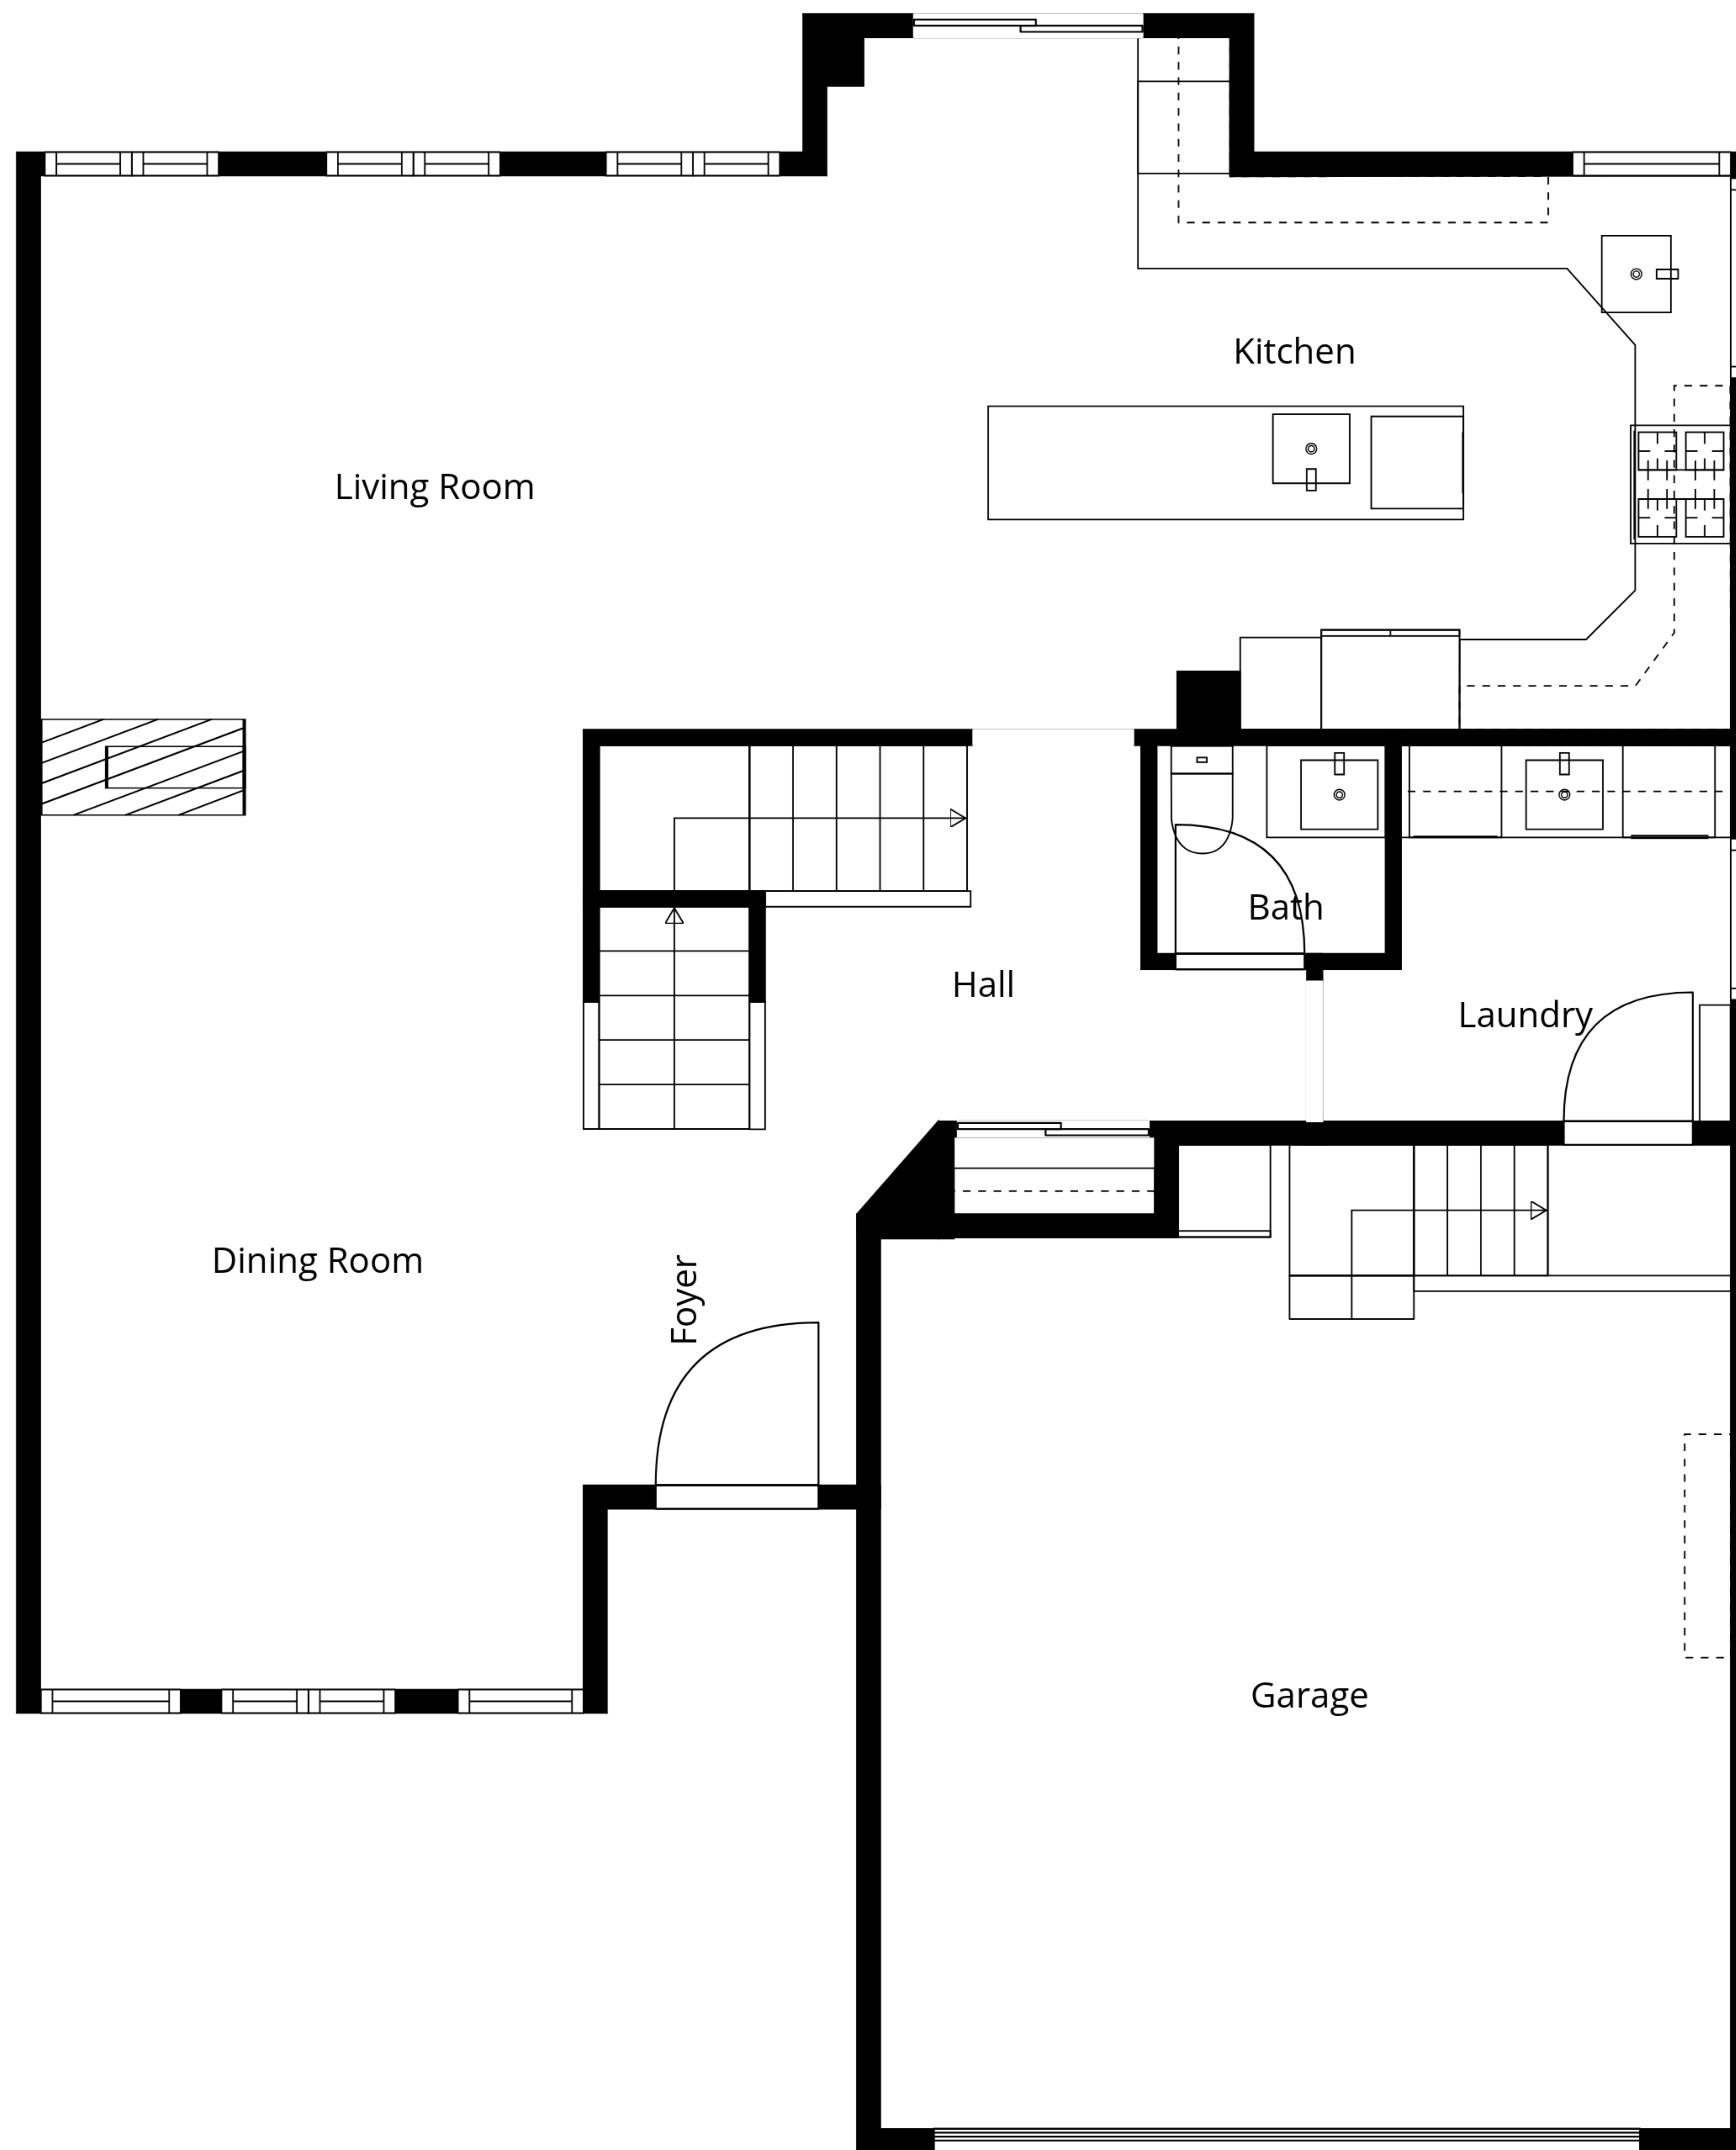 Kitchen
Living Room
Bath
Hall
Laundry
Dining Room
Foyer
Garage